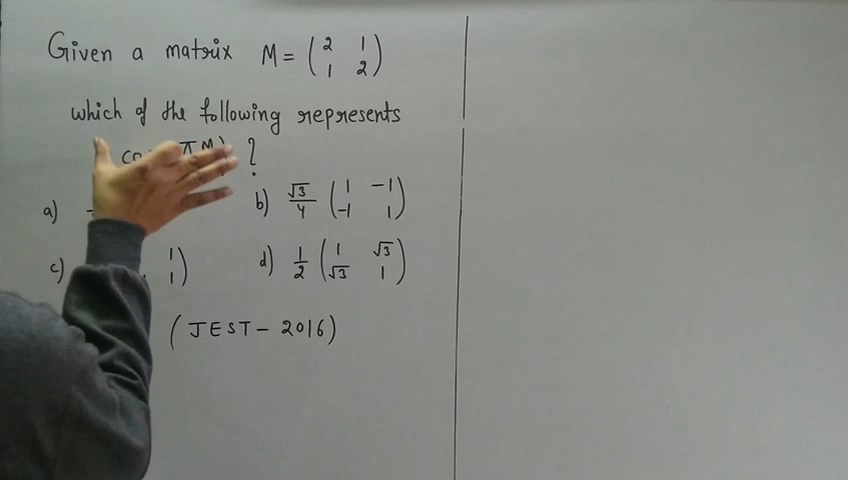 Given a matrix M = ( 2 1
1 2 )
which of the following represents
?
a) b) √3/4 ( 1 -1
-1 1 )
c) 1
1 ) d) 1/2 ( 1 √3
√3 1 )
( JEST - 2016 )